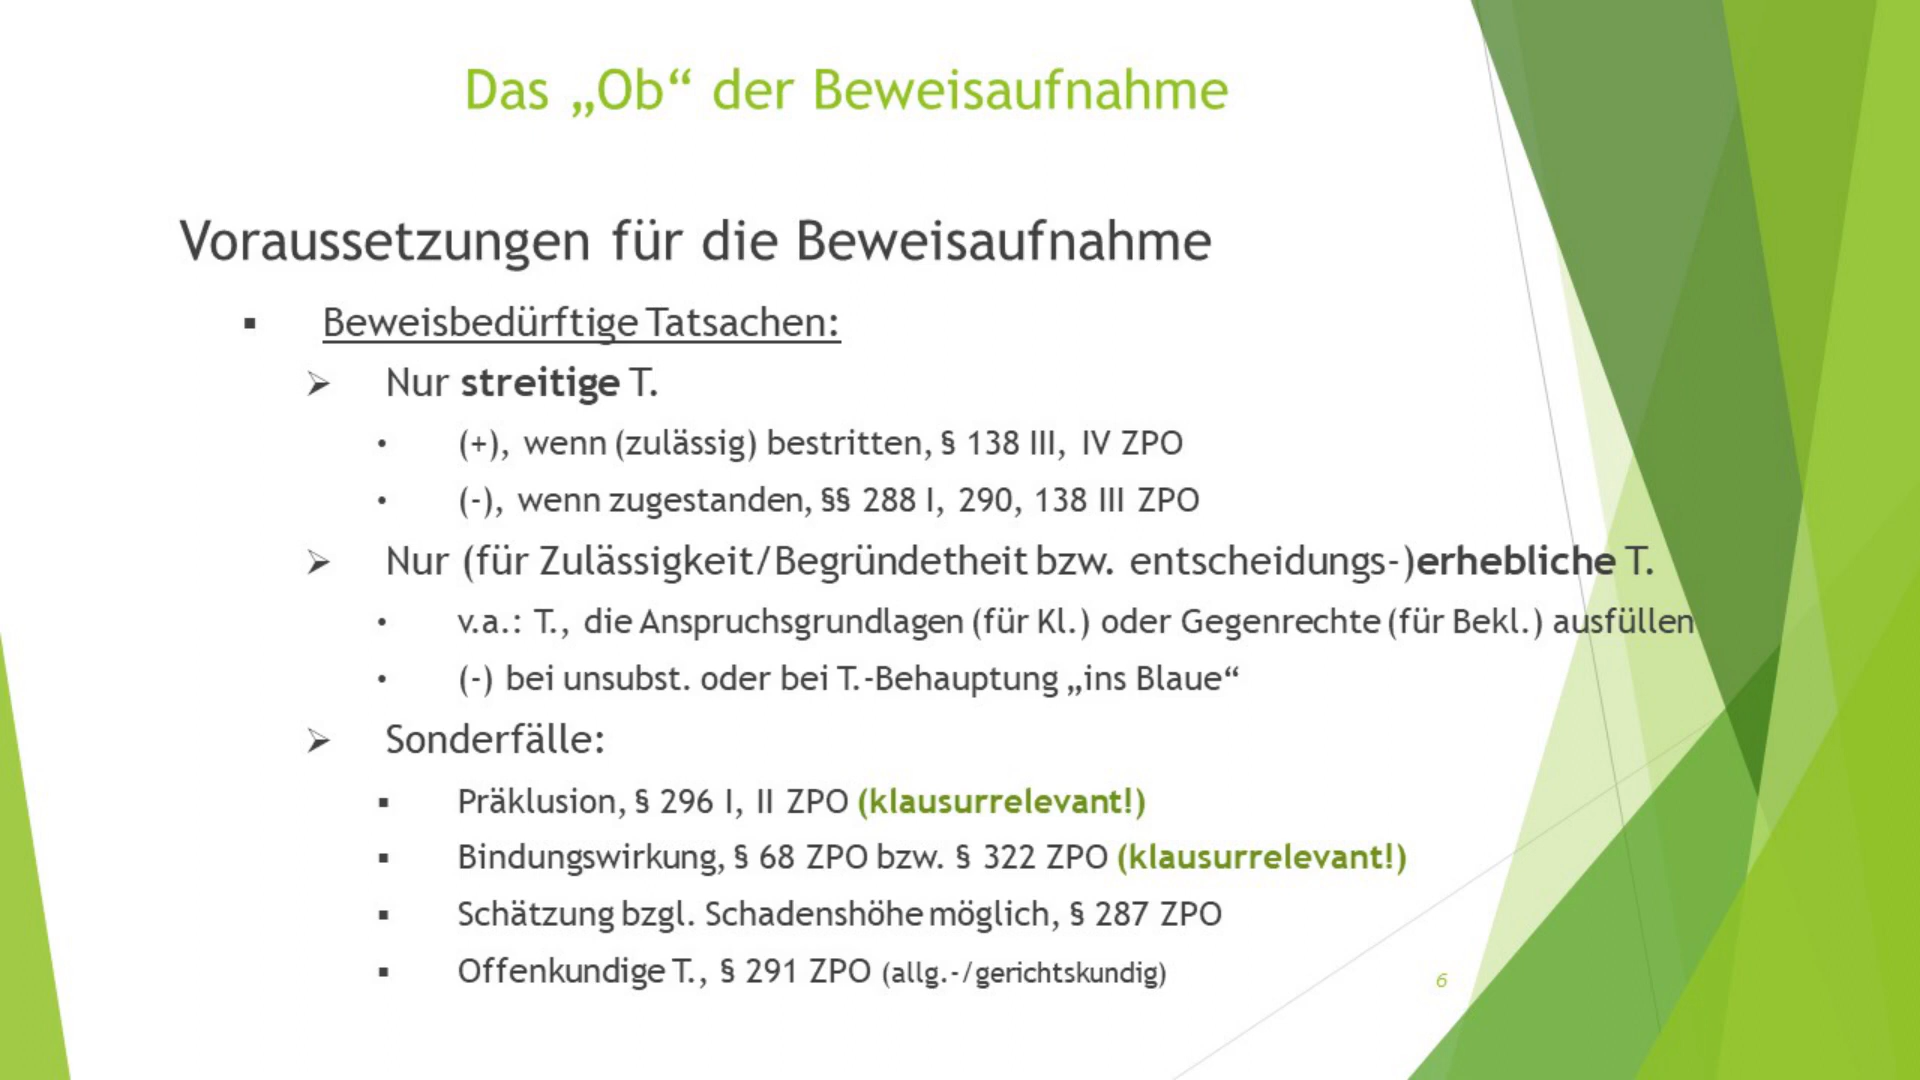 Das „Ob“ der Beweisaufnahme
Voraussetzungen für die Beweisaufnahme
▪ Beweisbedürftige Tatsachen:
➢ Nur streitige T.
• (+), wenn (zulässig) bestritten, § 138 III, IV ZPO
• (-), wenn zugestanden, §§ 288 I, 290, 138 III ZPO
➢ Nur (für Zulässigkeit/Begründetheit bzw. entscheidungs-)erhebliche T.
• v.a.: T., die Anspruchsgrundlagen (für Kl.) oder Gegenrechte (für Bekl.) ausfüllen
• (-) bei unsubst. oder bei T.-Behauptung „ins Blaue“
➢ Sonderfälle:
▪ Präklusion, § 296 I, II ZPO (klausurrelevant!)
▪ Bindungswirkung, § 68 ZPO bzw. § 322 ZPO (klausurrelevant!)
▪ Schätzung bzgl. Schadenshöhe möglich, § 287 ZPO
▪ Offenkundige T., § 291 ZPO (allg.-/gerichtskundig)
6